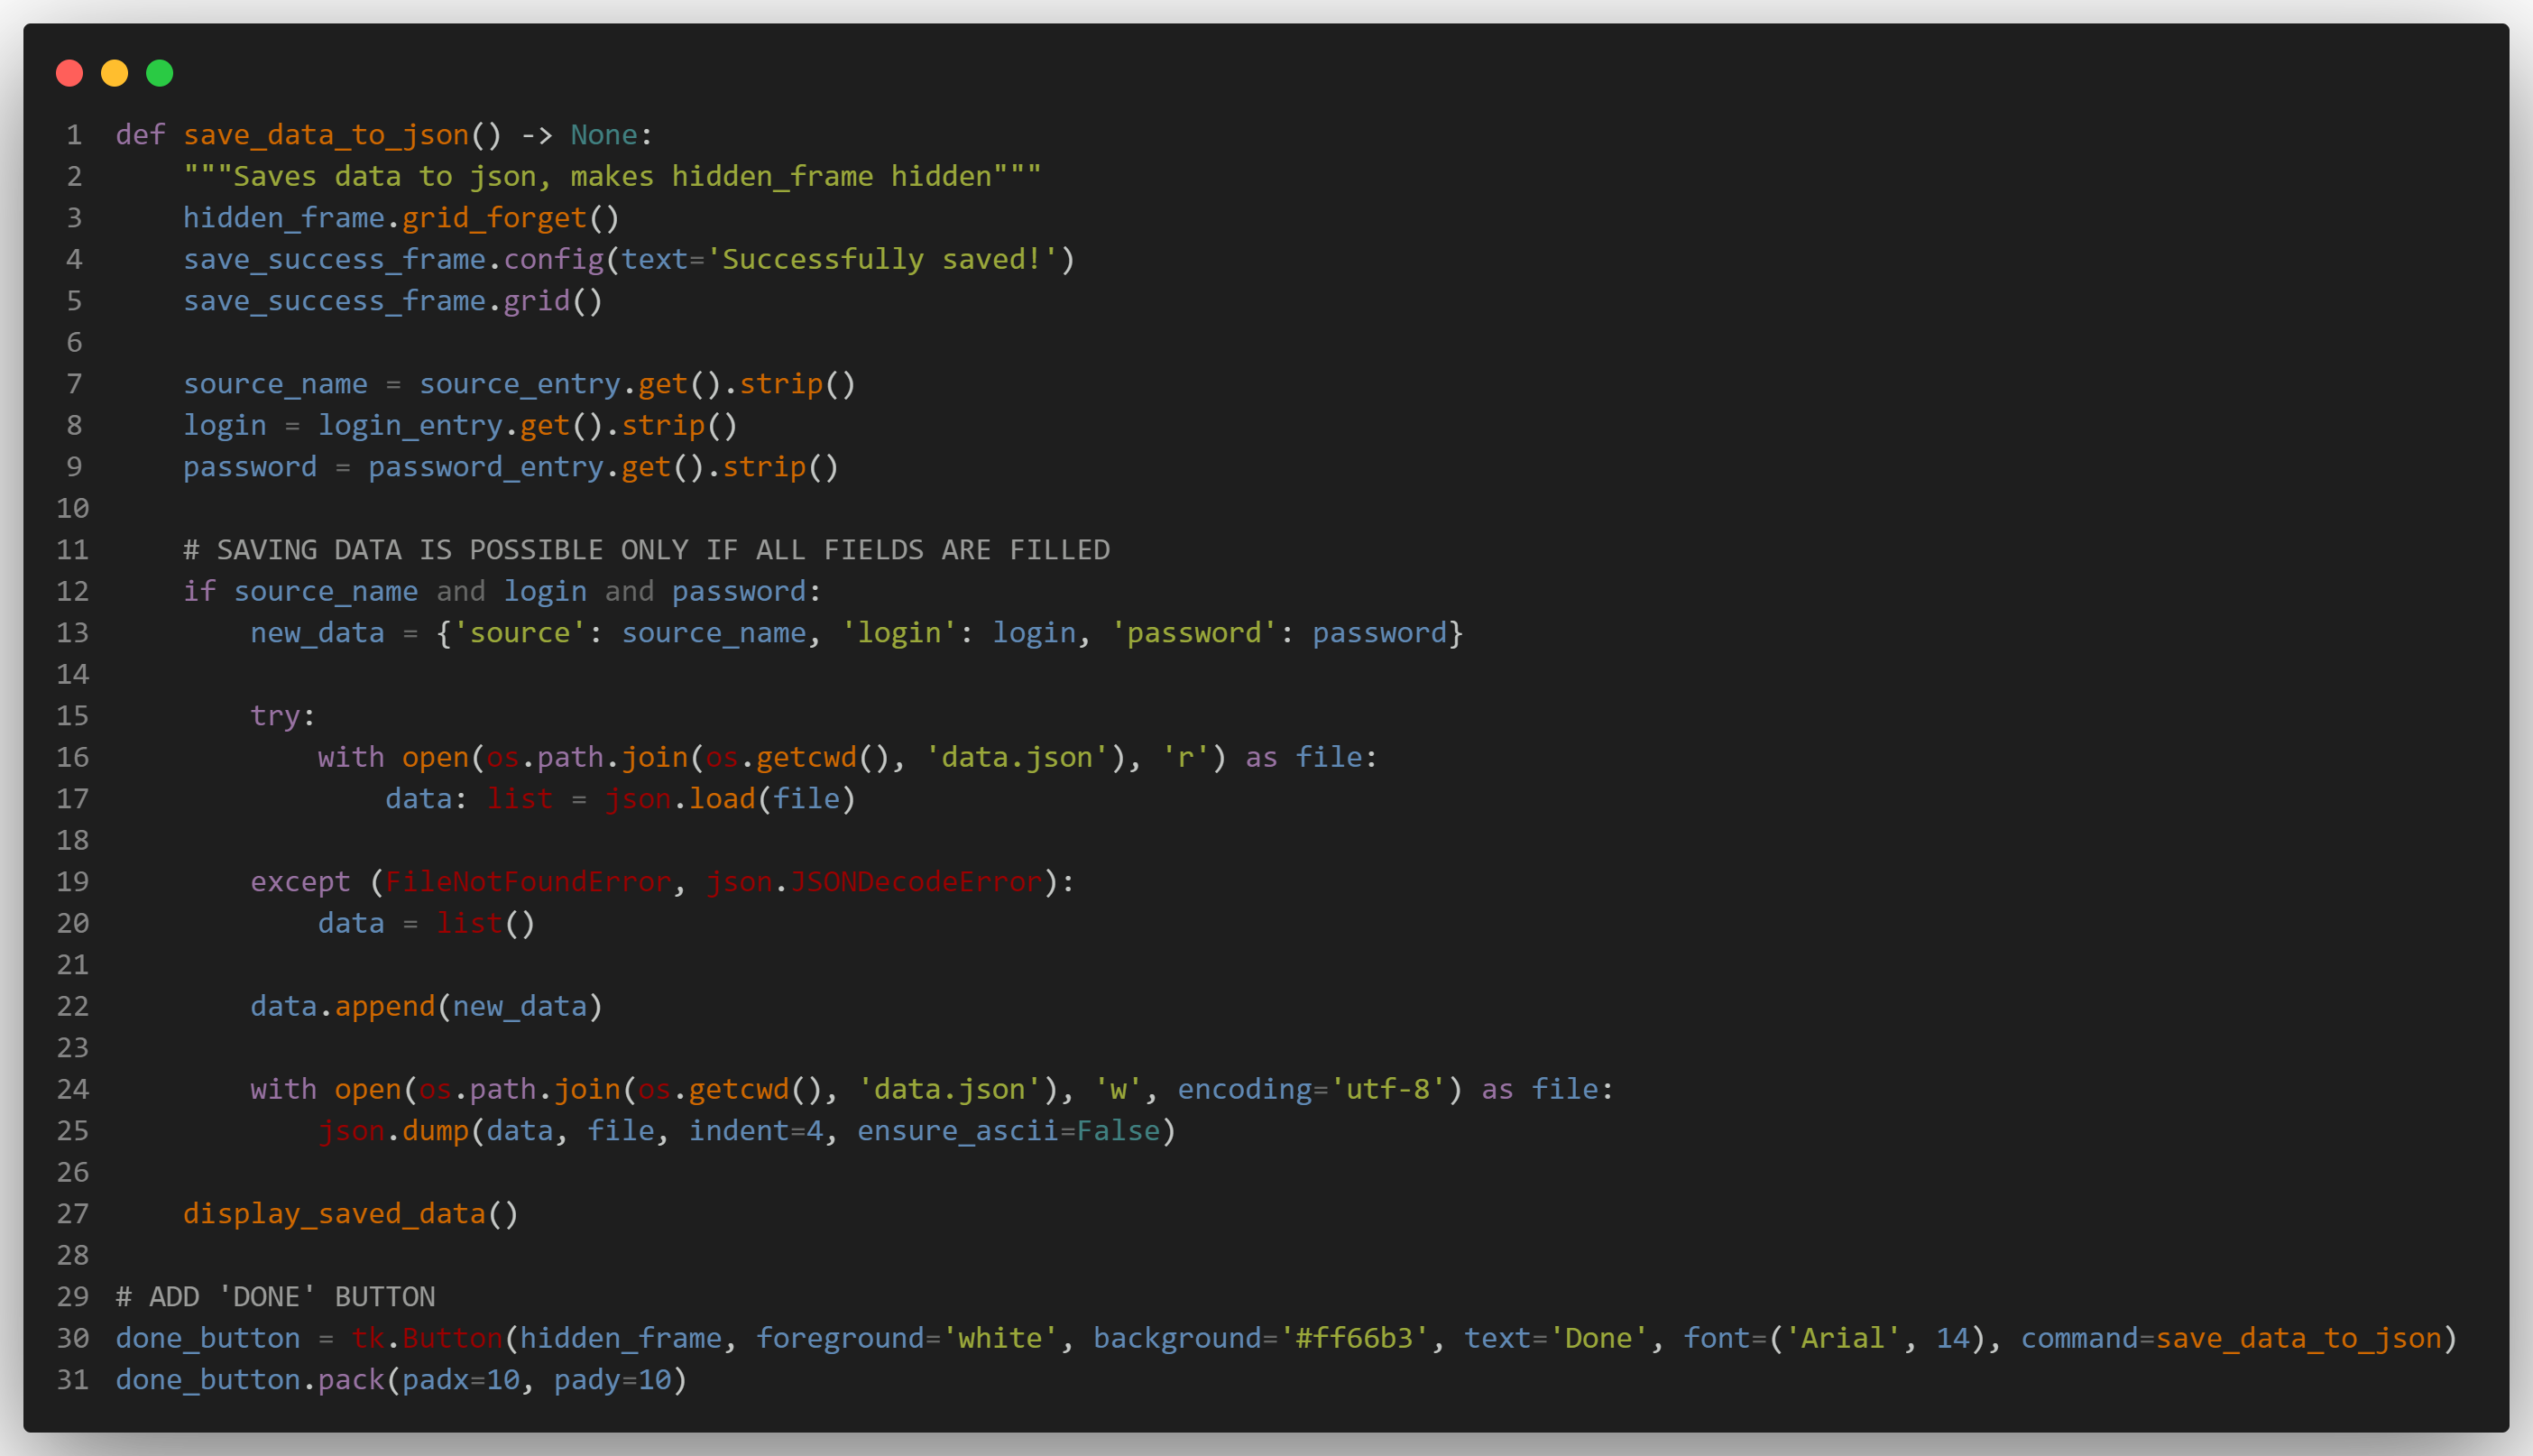 1 def save_data_to_json() -> None:
2     """Saves data to json, makes hidden_frame hidden"""
3     hidden_frame.grid_forget()
4     save_success_frame.config(text='Successfully saved!')
5     save_success_frame.grid()
6
7     source_name = source_entry.get().strip()
8     login = login_entry.get().strip()
9     password = password_entry.get().strip()
10
11     # SAVING DATA IS POSSIBLE ONLY IF ALL FIELDS ARE FILLED
12     if source_name and login and password:
13         new_data = {'source': source_name, 'login': login, 'password': password}
14
15         try:
16             with open(os.path.join(os.getcwd(), 'data.json'), 'r') as file:
17                 data: list = json.load(file)
18
19         except (FileNotFoundError, json.JSONDecodeError):
20             data = list()
21
22         data.append(new_data)
23
24         with open(os.path.join(os.getcwd(), 'data.json'), 'w', encoding='utf-8') as file:
25             json.dump(data, file, indent=4, ensure_ascii=False)
26
27     display_saved_data()
28
29 # ADD 'DONE' BUTTON
30 done_button = tk.Button(hidden_frame, foreground='white', background='#ff66b3', text='Done', font=('Arial', 14), command=save_data_to_json)
31 done_button.pack(padx=10, pady=10)